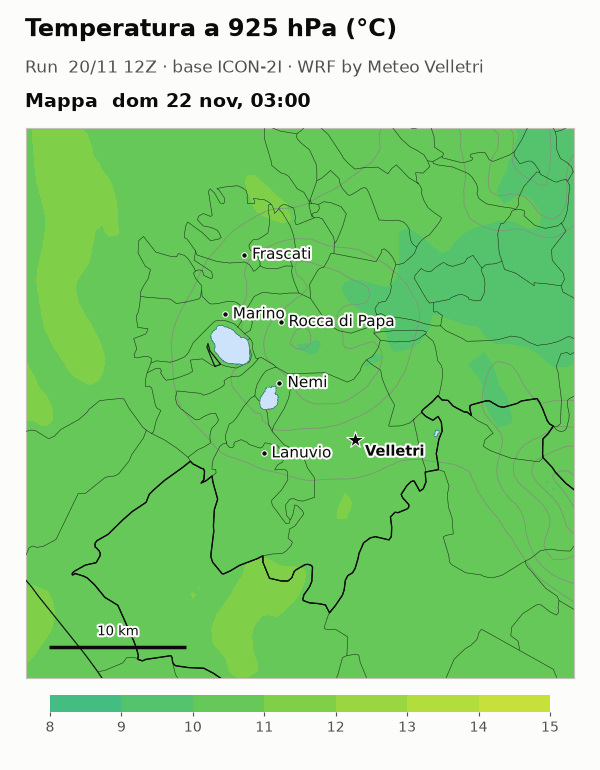 Temperatura a 925 hPa (°C)
Run  20/11 12Z · base ICON-2I · WRF by Meteo Velletri
Mappa  dom 22 nov, 03:00
Frascati
Marino
Rocca di Papa
Nemi
Velletri
Lanuvio
10 km
8 9 10 11 12 13 14 15